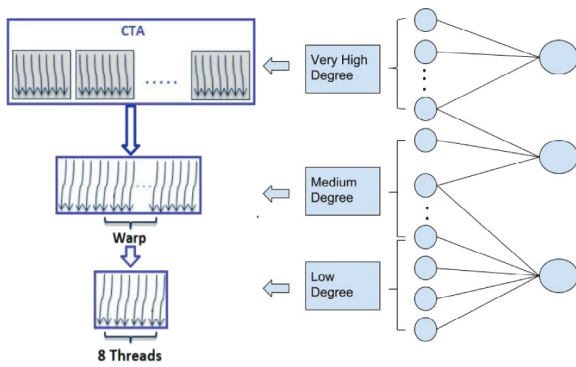 CTA
.....
Very High
Degree
....
Medium
Degree
Warp
Low
Degree
8 Threads